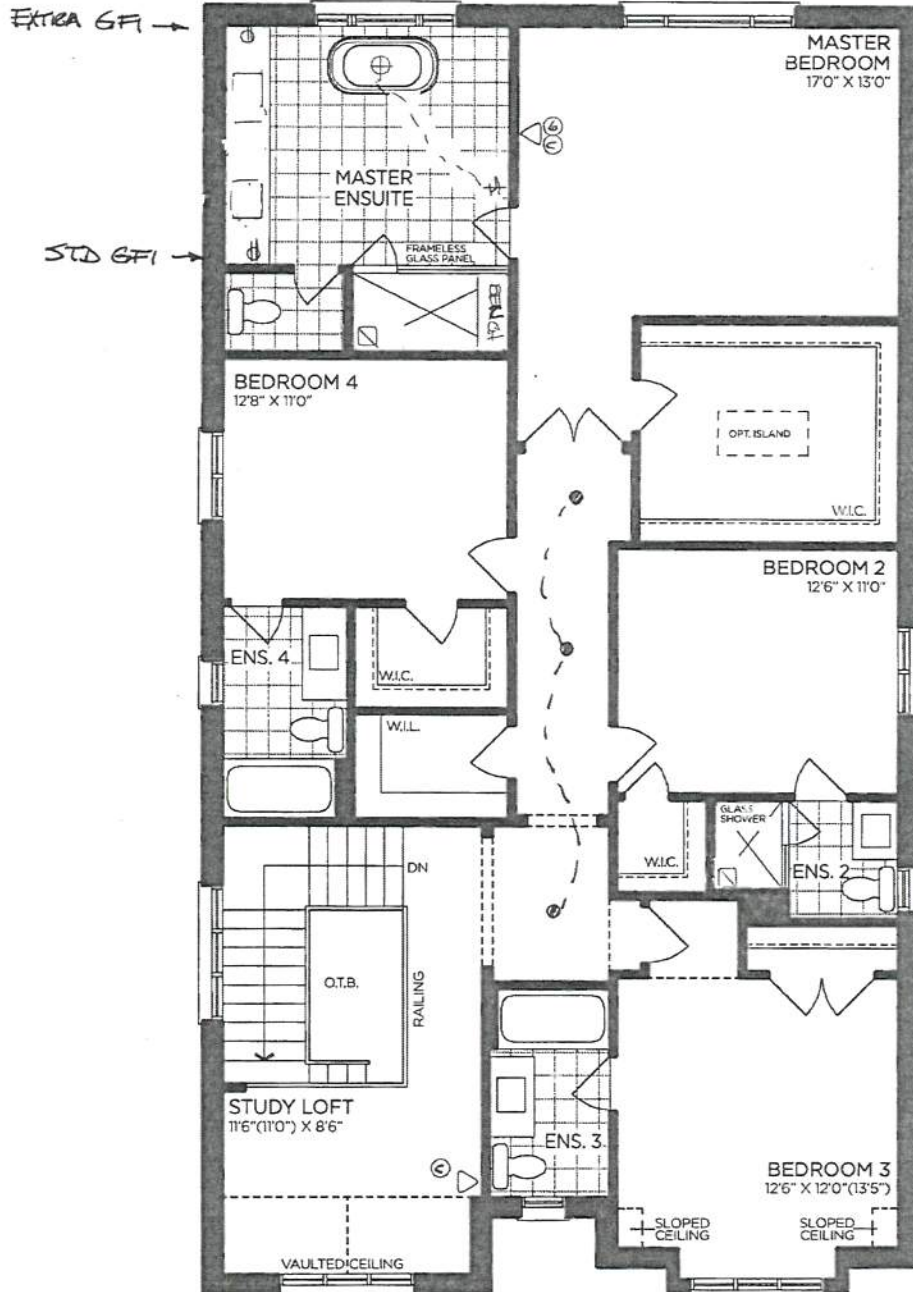 EXTRA GFI
MASTER
BEDROOM
17'0" X 13'0"
6
C
MASTER
ENSUITE
STD GFI
FRAMELESS
GLASS PANEL
BENCH
BEDROOM 4
12'8" X 11'0"
OPT. ISLAND
W.I.C.
BEDROOM 2
12'6" X 11'0"
ENS. 4
W.I.C.
W.I.L.
GLASS
SHOWER
W.I.C.
ENS. 2
DN
O.T.B.
RAILING
STUDY LOFT
11'6"(11'0") X 8'6"
ENS. 3
C
BEDROOM 3
12'6" X 12'0"(13'5")
SLOPED
CEILING
SLOPED
CEILING
VAULTED CEILING